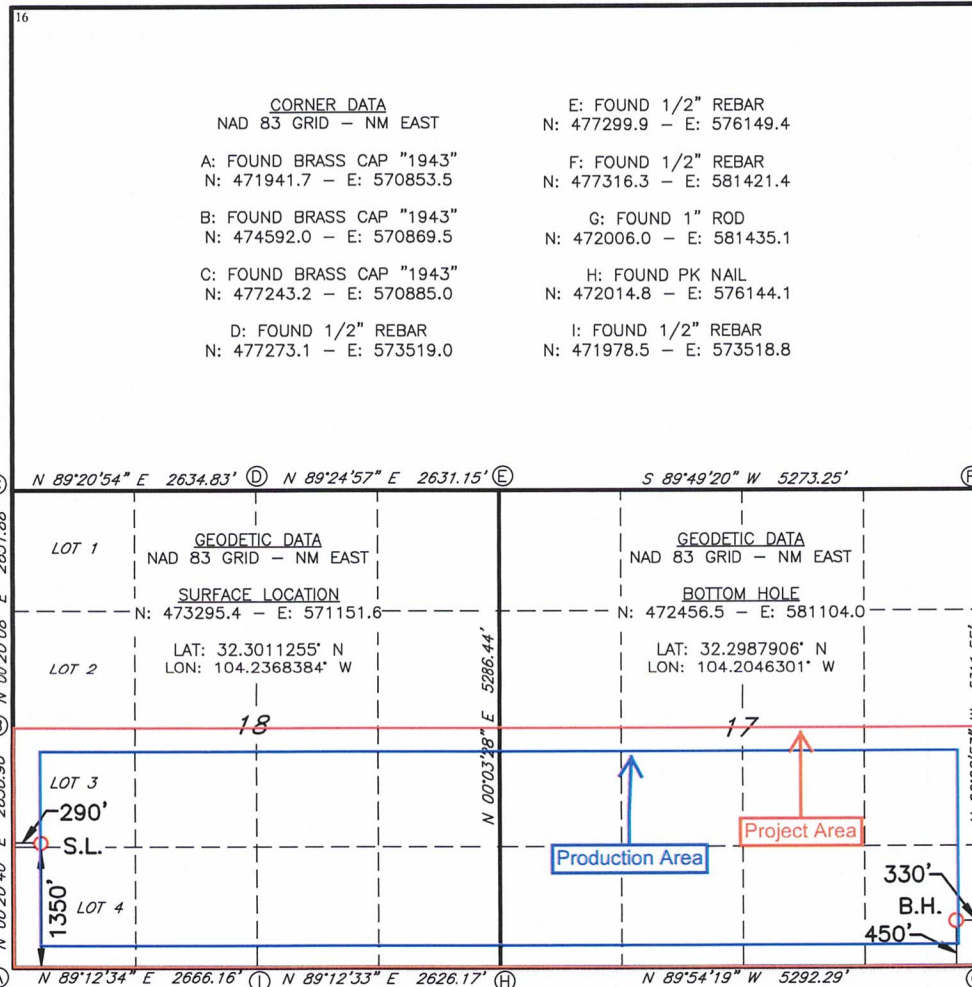 16
CORNER DATA
NAD 83 GRID – NM EAST
A: FOUND BRASS CAP "1943"
N: 471941.7 – E: 570853.5
B: FOUND BRASS CAP "1943"
N: 474592.0 – E: 570869.5
C: FOUND BRASS CAP "1943"
N: 477243.2 – E: 570885.0
D: FOUND 1/2" REBAR
N: 477273.1 – E: 573519.0
E: FOUND 1/2" REBAR
N: 477299.9 – E: 576149.4
F: FOUND 1/2" REBAR
N: 477316.3 – E: 581421.4
G: FOUND 1" ROD
N: 472006.0 – E: 581435.1
H: FOUND PK NAIL
N: 472014.8 – E: 576144.1
I: FOUND 1/2" REBAR
N: 471978.5 – E: 573518.8
N 89°20'54" E 2634.83' D N 89°24'57" E 2631.15' E S 89°49'20" W 5273.25'
LOT 1
GEODETIC DATA
NAD 83 GRID – NM EAST
SURFACE LOCATION
N: 473295.4 – E: 571151.6
LAT: 32.3011255° N
LON: 104.2368384° W
GEODETIC DATA
NAD 83 GRID – NM EAST
BOTTOM HOLE
N: 472456.5 – E: 581104.0
LAT: 32.2987906° N
LON: 104.2046301° W
LOT 2
N 00°03'28" E 5286.44'
18
17
LOT 3
290'
S.L.
1350'
LOT 4
Production Area
Project Area
330'
B.H.
450'
N 89°12'34" E 2666.16' I N 89°12'33" E 2626.17' H N 89°54'19" W 5292.29'